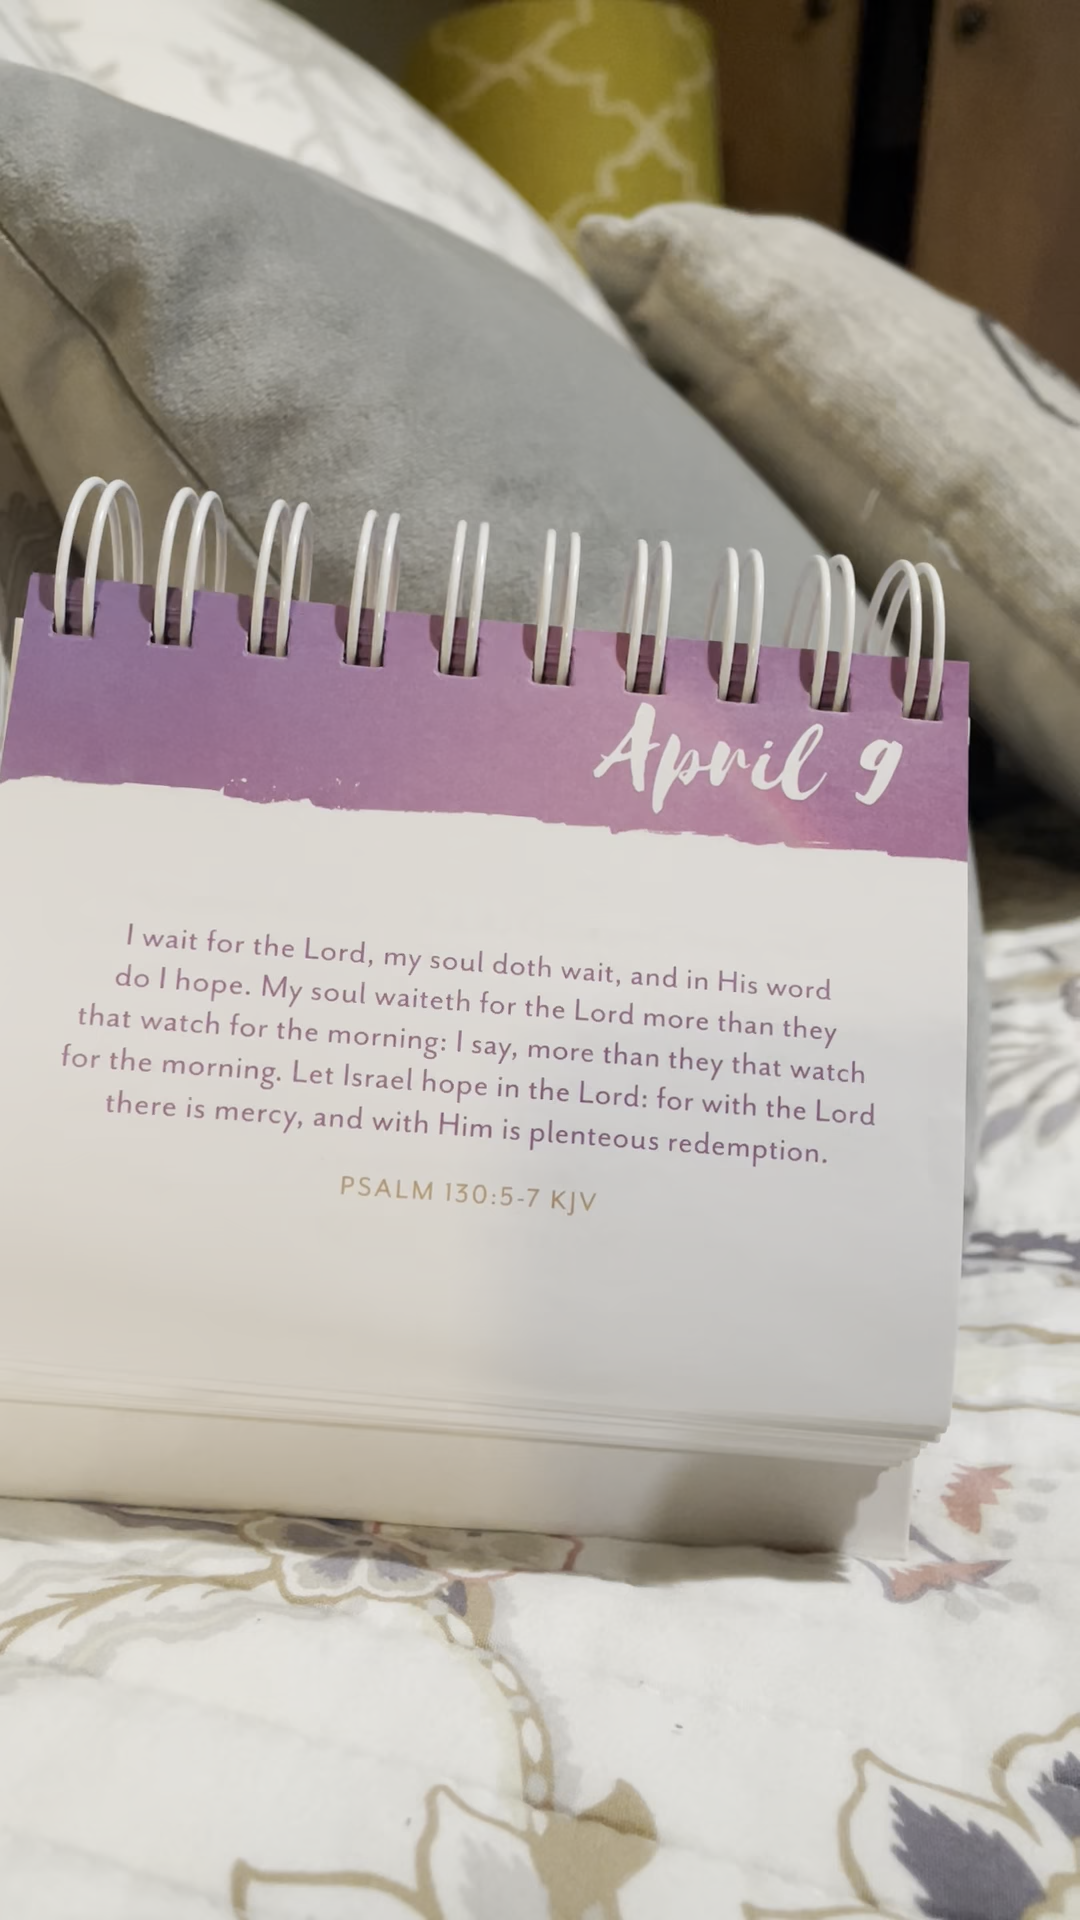 April 9
I wait for the Lord, my soul doth wait, and in His word
do I hope. My soul waiteth for the Lord more than they
that watch for the morning: I say, more than they that watch
for the morning. Let Israel hope in the Lord: for with the Lord
there is mercy, and with Him is plenteous redemption.
PSALM 130:5-7 KJV